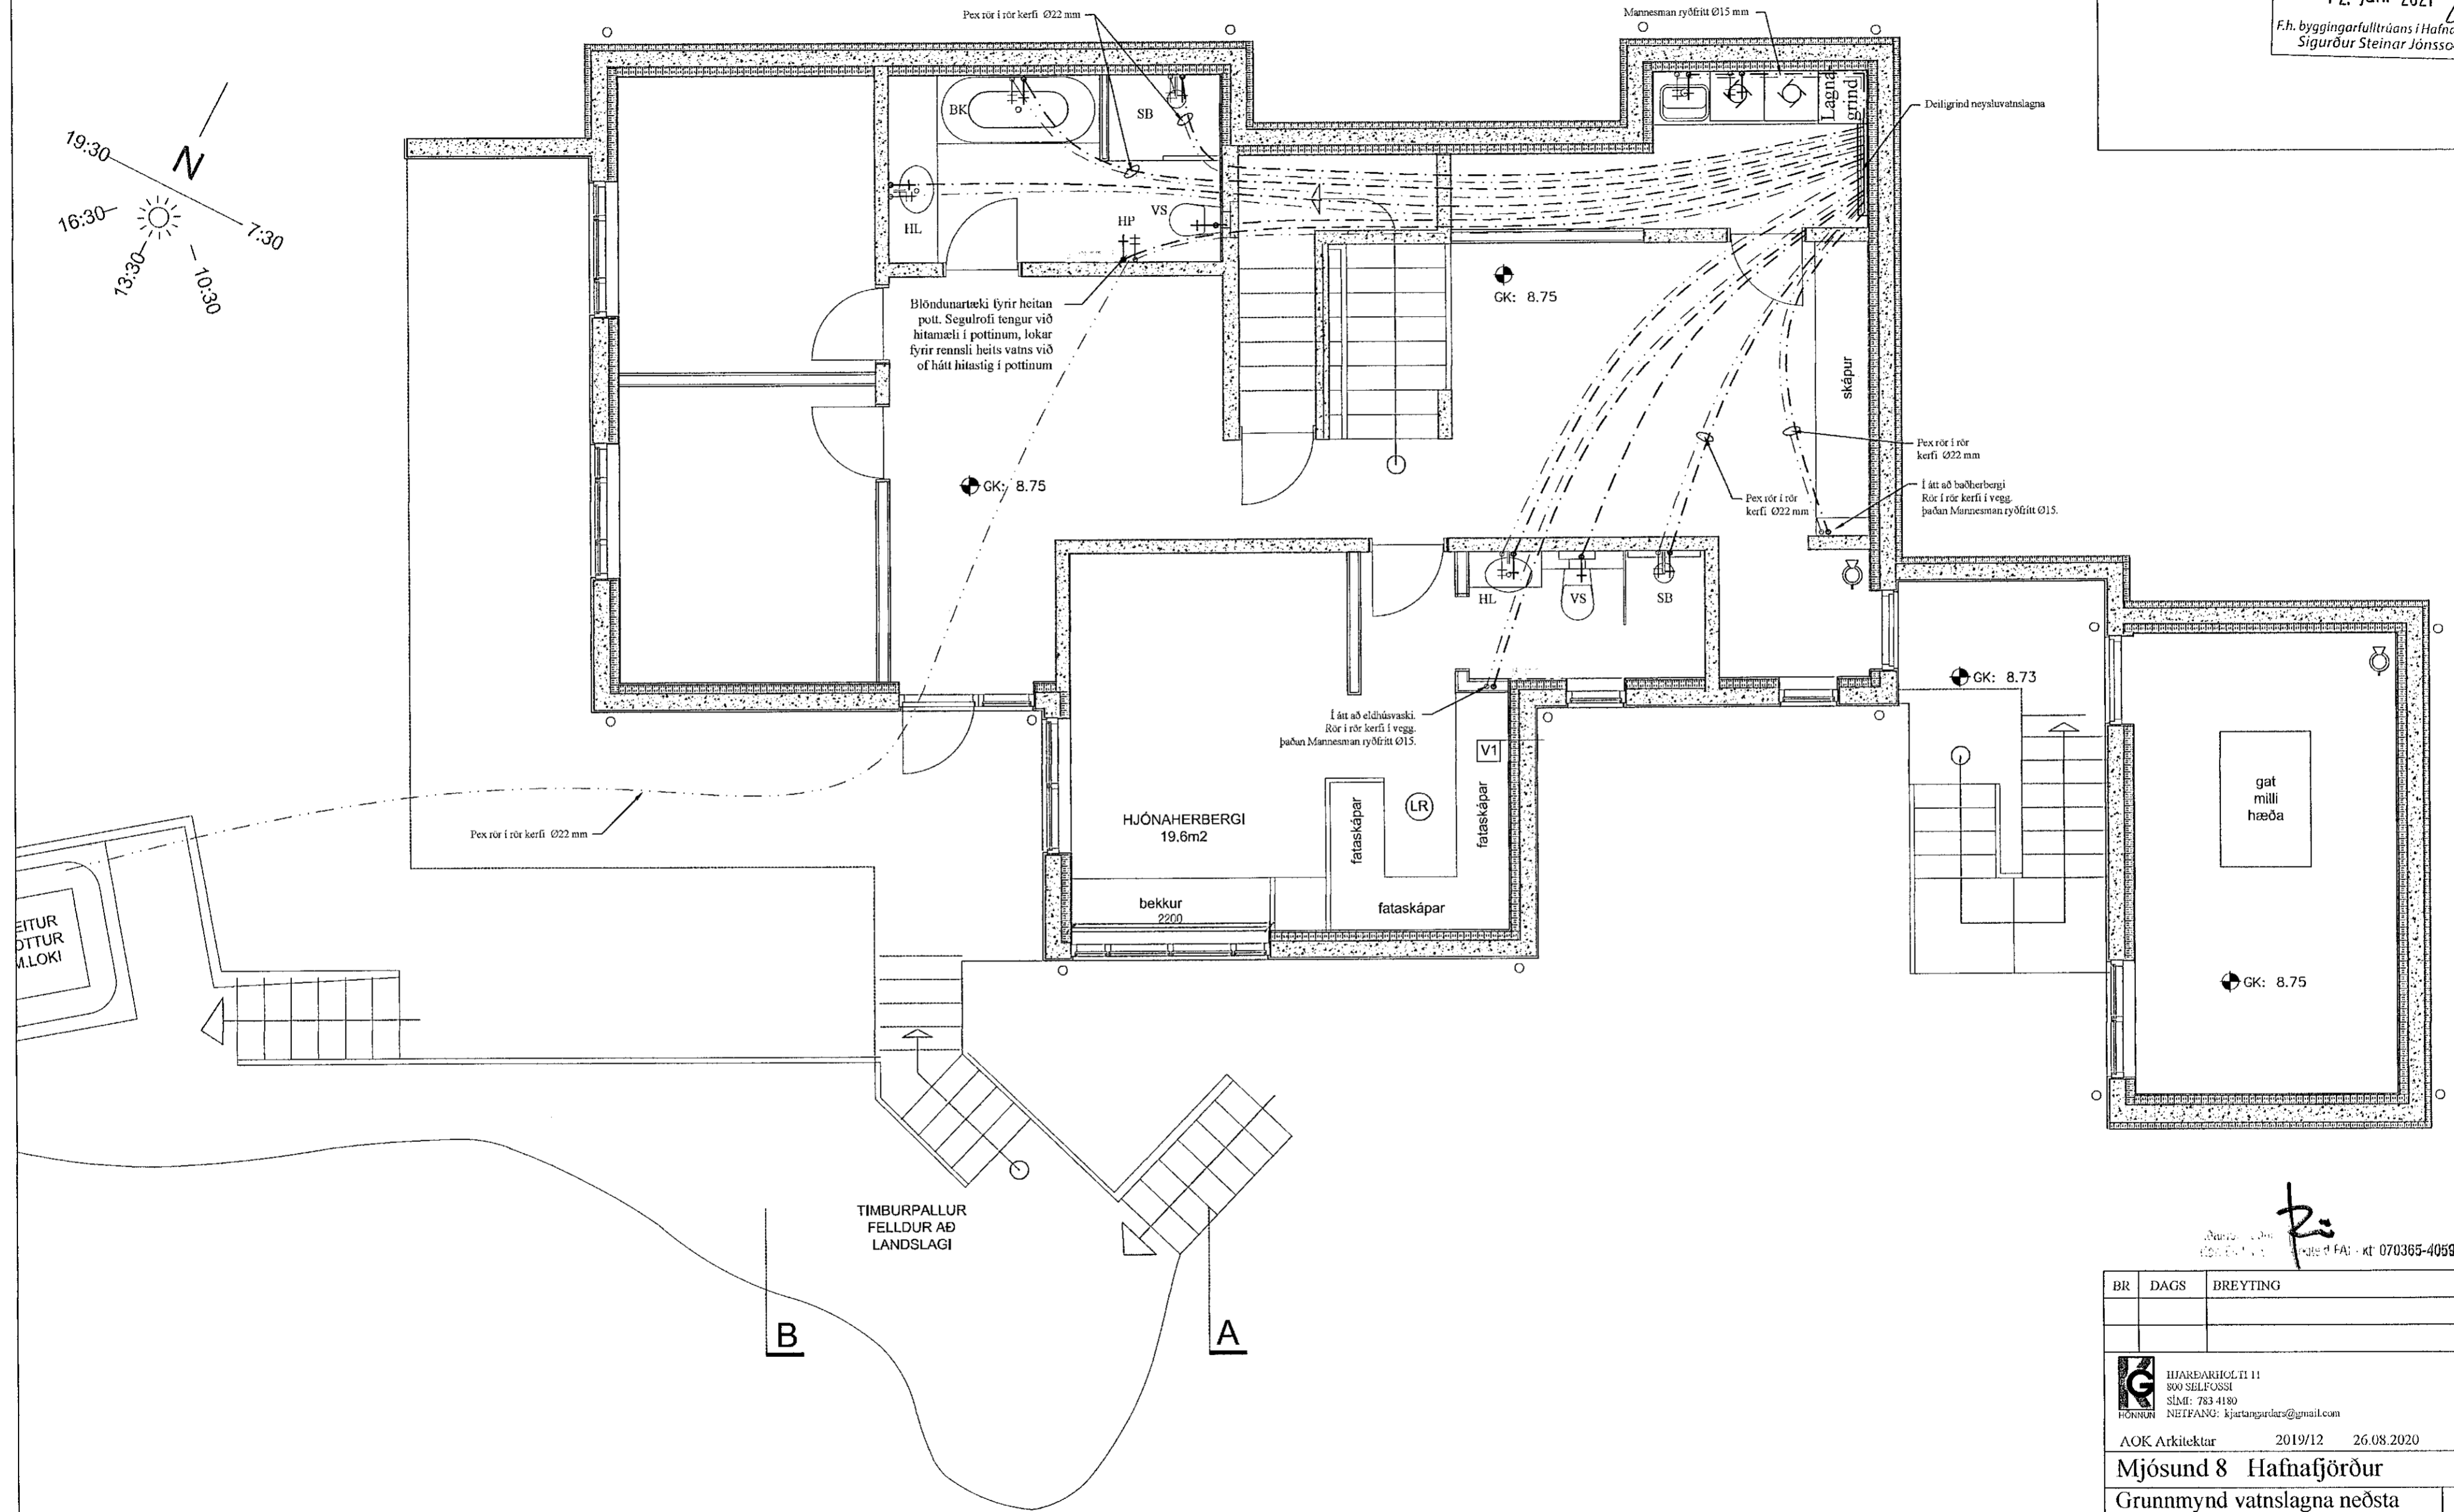 Pex rör í rör kerfi Ø22 mm
Mannesman ryðfrítt Ø15 mm
2021
F.h. byggingarfulltrúans í
Sigurður Steinar
Deiligrind neysluvatnslagna
Lagna
grind
19:30
N
16:30
7:30
13:30
10:30
BK
SB
HL
HP
VS
Blöndunartæki fyrir heitan
pott. Segulrofi tengur við
hitamæli í pottinum, lokar
fyrir rennsli heits vatns við
of hátt hitastig í pottinum
GK: 8.75
skápur
GK: 8.75
Pex rör í rör
kerfi Ø22 mm
Pex rör í rör
kerfi Ø22 mm
Í átt að baðherbergi
Rör í rör kerfi í vegg.
þaðan Mannesman ryðfrítt Ø15.
HL
VS
SB
GK: 8.73
Í átt að eldhúsvaski.
Rör í rör kerfi í vegg.
þaðan Mannesman ryðfrítt Ø15.
V1
LR
fataskápar
fataskápar
fataskápar
HJÓNAHERBERGI
19.6m2
bekkur
2200
Pex rör í rör kerfi Ø22 mm
gat
milli
hæða
GK: 8.75
EITUR
OTTUR
M.LOKI
TIMBURPALLUR
FELLDUR AÐ
LANDSLAGI
B
A
kt: 070365-4059
BR DAGS BREYTING
KG
HÖNNUN
HJARÐARHOLTI 11
800 SELFOSSI
SÍMI: 783 4180
NETFANG: kjartangardars@gmail.com
AOK Arkitektar 2019/12 26.08.2020
Mjósund 8 Hafnafjörður
Grunnmynd vatnslagna neðsta